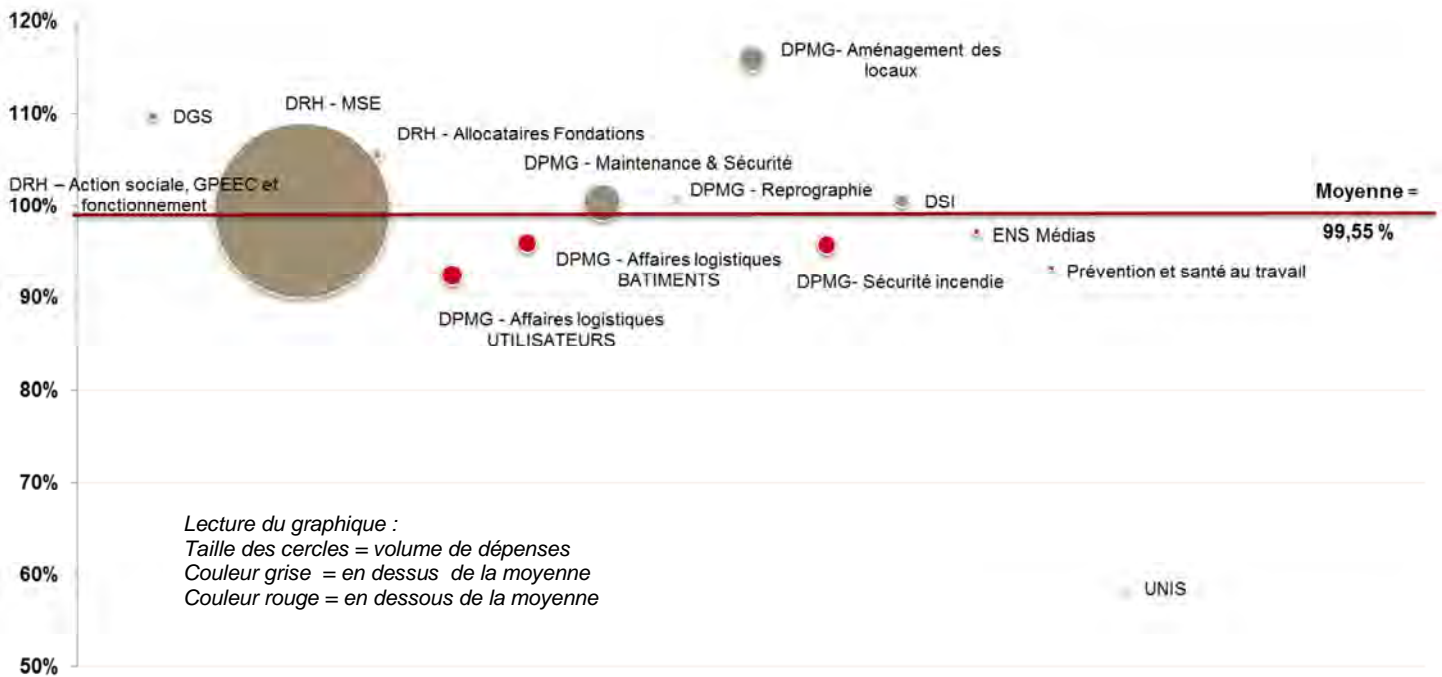 120%
DPMG- Aménagement des
locaux
110%
DGS
DRH - MSE
DRH - Allocataires Fondations
DPMG - Maintenance & Sécurité
DRH – Action sociale, GPEEC et
fonctionnement
DPMG - Reprographie
100%
DSI
Moyenne =
99,55 %
ENS Médias
DPMG - Affaires logistiques
BATIMENTS
DPMG- Sécurité incendie
Prévention et santé au travail
90%
DPMG - Affaires logistiques
UTILISATEURS
80%
70%
Lecture du graphique :
Taille des cercles = volume de dépenses
Couleur grise = en dessus de la moyenne
Couleur rouge = en dessous de la moyenne
60%
UNIS
50%